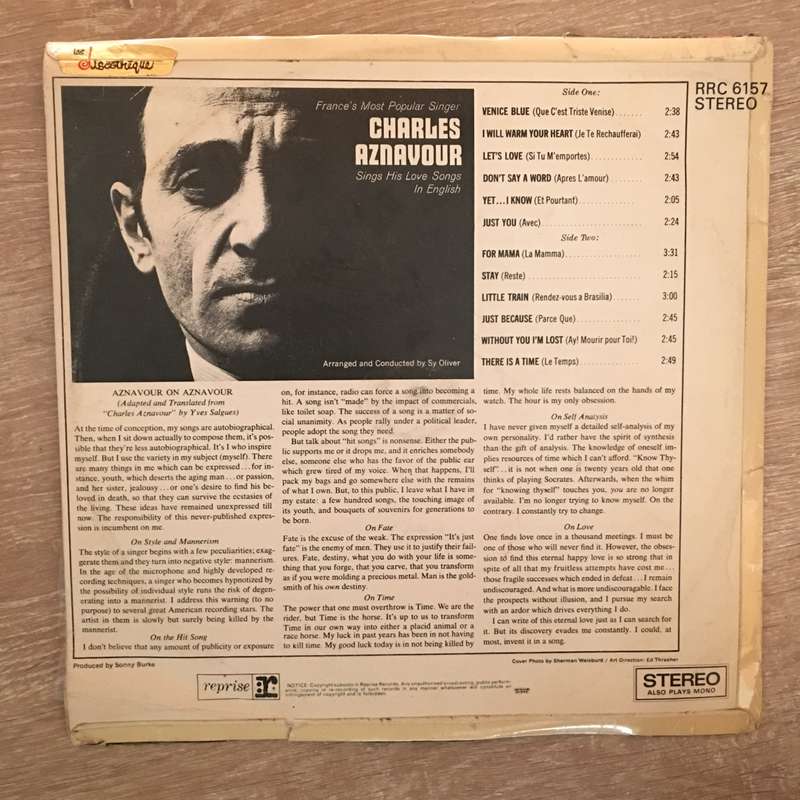 THE
discothèque
RRC 6157
STEREO
France's Most Popular Singer
CHARLES
AZNAVOUR
Sings His Love Songs
In English
Arranged and Conducted by Sy Oliver
Side One:
VENICE BLUE (Que C'est Triste Venise)....... 2:38
I WILL WARM YOUR HEART (Je Te Rechaufferai) 2:43
LET'S LOVE (Si Tu M'emportes)............ 2:54
DON'T SAY A WORD (Apres L'amour)........ 2:43
YET...I KNOW (Et Pourtant)............... 2:05
JUST YOU (Avec)......................... 2:24
Side Two:
FOR MAMA (La Mamma).................... 3:31
STAY (Reste)............................ 2:15
LITTLE TRAIN (Rendez-vous a Brasilia)....... 3:00
JUST BECAUSE (Parce Que)................ 2:45
WITHOUT YOU I'M LOST (Ay! Mourir pour Toi!) 2:45
THERE IS A TIME (Le Temps)............... 2:49
AZNAVOUR ON AZNAVOUR
(Adapted and Translated from
"Charles Aznavour" by Yves Salgues)
At the time of conception, my songs are autobiographical.
Then, when I sit down actually to compose them, it's pos-
sible that they're less autobiographical. It's I who inspire
myself. But I use the variety in my subject (myself). There
are many things in me which can be expressed...for in-
stance, youth, which deserts the aging man...or passion,
and her sister, jealousy...or one's desire to find his be-
loved in death, so that they can survive the ecstasies of
the living. These ideas have remained unexpressed till
now. The responsibility of this never-published expres-
sion is incumbent on me.
On Style and Mannerism
The style of a singer begins with a few peculiarities; exag-
gerate them and they turn into negative style: mannerism.
In the age of the microphone and highly developed re-
cording techniques, a singer who becomes hypnotized by
the possibility of individual style runs the risk of degen-
erating into a mannerist. I address this warning (to no
purpose) to several great American recording stars. The
artist in them is slowly but surely being killed by the
mannerist.
On the Hit Song
I don't believe that any amount of publicity or exposure
on, for instance, radio can force a song into becoming a
hit. A song isn't "made" by the impact of commercials,
like toilet soap. The success of a song is a matter of so-
cial unanimity. As people rally under a political leader,
people adopt the song they need.
But talk about "hit songs" is nonsense. Either the pub-
lic supports me or it drops me, and it enriches somebody
else, someone else who has the favor of the public ear
which grew tired of my voice. When that happens, I'll
pack my bags and go somewhere else with the remains
of what I own. But, to this public, I leave what I have in
my estate: a few hundred songs, the touching image of
its youth, and bouquets of souvenirs for generations to
be born.
On Fate
Fate is the excuse of the weak. The expression "It's just
fate" is the enemy of men. They use it to justify their fail-
ures. Fate, destiny, what you do with your life is some-
thing that you forge, that you carve, that you transform
as if you were molding a precious metal. Man is the gold-
smith of his own destiny.
On Time
The power that one must overthrow is Time. We are the
rider, but Time is the horse. It's up to us to transform
Time in our own way into either a placid animal or a
race horse. My luck in past years has been in not having
to kill time. My good luck today is in not being killed by
time. My whole life rests balanced on the hands of my
watch. The hour is my only obsession.
On Self Analysis
I have never given myself a detailed self-analysis of my
own personality. I'd rather have the spirit of synthesis
than the gift of analysis. The knowledge of oneself im-
plies resources of time which I can't afford. "Know Thy-
self"...it is not when one is twenty years old that one
thinks of playing Socrates. Afterwards, when the whim
for "knowing thyself" touches you, you are no longer
available. I'm no longer trying to know myself. On the
contrary. I constantly try to change.
On Love
One finds love once in a thousand meetings. I must be
one of those who will never find it. However, the obses-
sion to find this eternal happy love is so strong that in
spite of all that my fruitless attempts have cost me...
those fragile successes which ended in defeat...I remain
undiscouraged. And what is more undiscouragable. I face
the prospects without illusion, and I pursue my search
with an ardor which drives everything I do.
I can write of this eternal love just as I can search for
it. But its discovery evades me constantly. I could, at
most, invent it in a song.
Produced by Sonny Burke
Cover Photo by Sherman Weisburd / Art Direction: Ed Thrasher
reprise r:
NOTICE: Copyright subsists in Reprise Records. Any unauthorised broadcasting, public perform-
ance, copying or re-recording of such records in any manner whatsoever will constitute an
infringement of copyright and is forbidden.
STEREO
ALSO PLAYS MONO